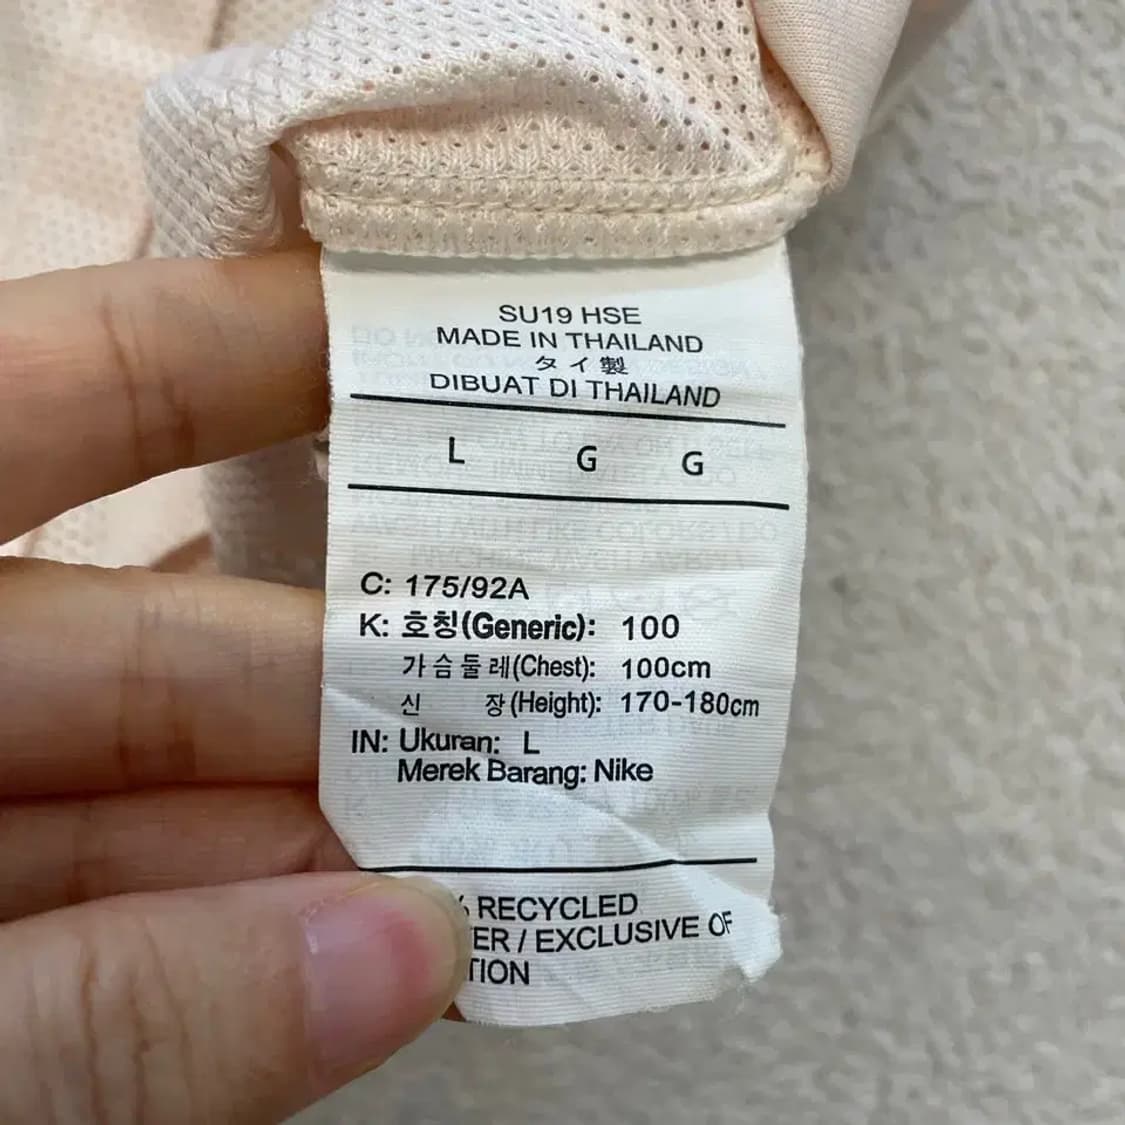 SU19 HSE
MADE IN THAILAND
タイ製
DIBUAT DI THAILAND
L G G
C: 175/92A
K: 호칭(Generic): 100
가슴둘레(Chest): 100cm
신 장(Height): 170-180cm
IN: Ukuran: L
Merek Barang: Nike
% RECYCLED
TER / EXCLUSIVE OF
TION